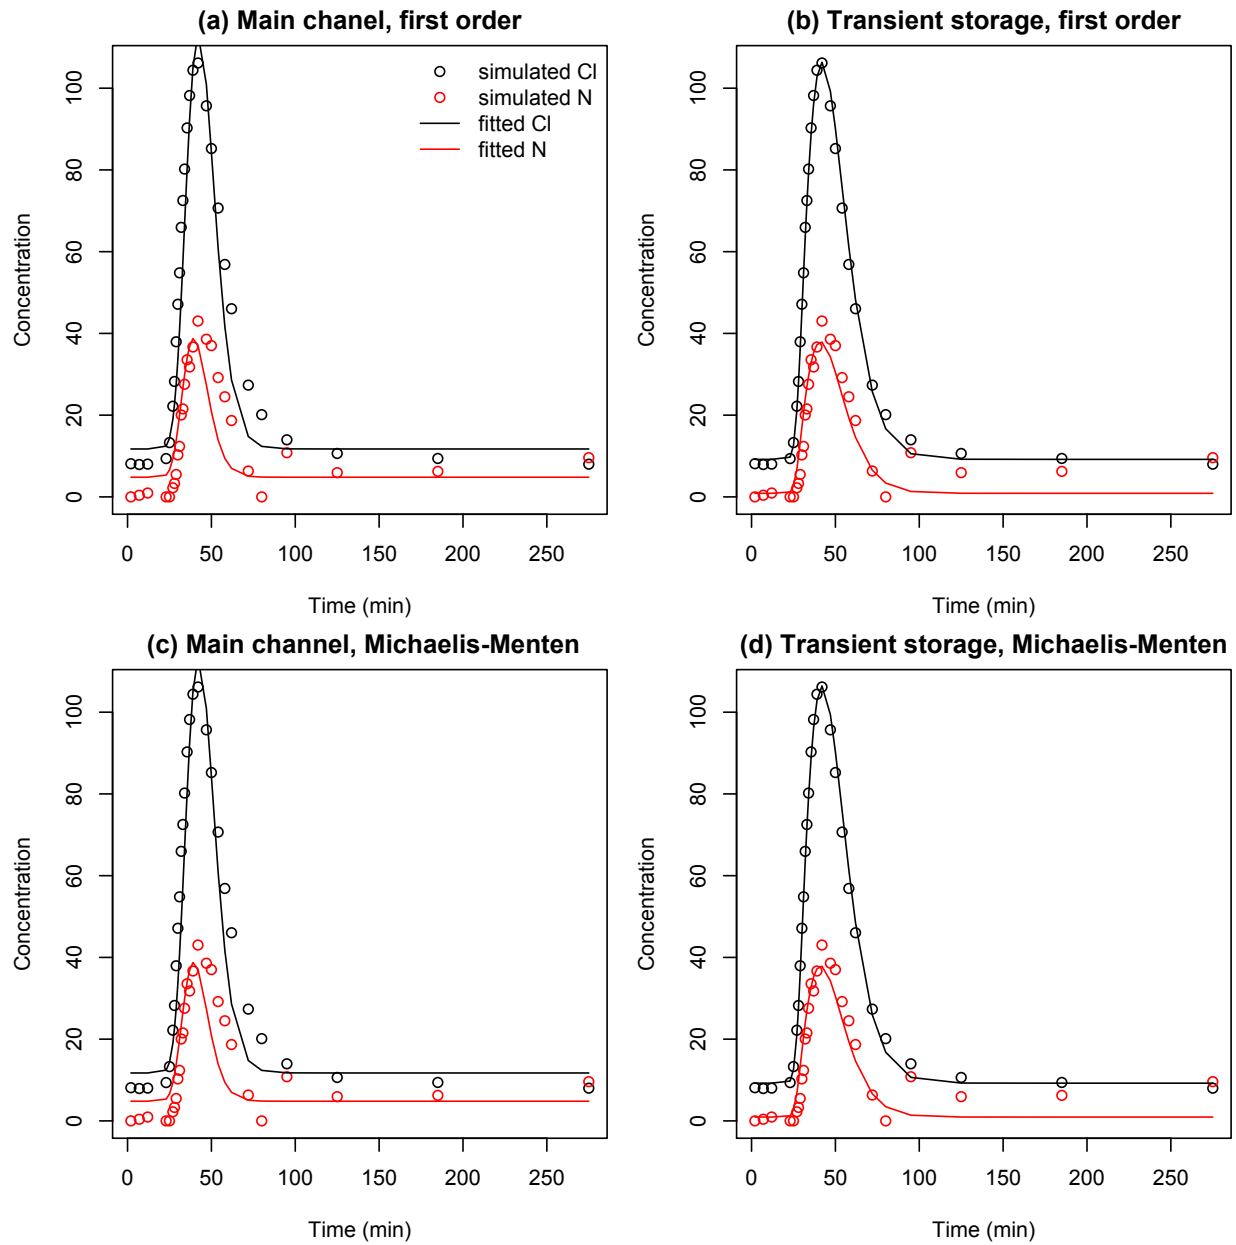 (a) Main chanel, first order
simulated Cl
simulated N
fitted Cl
fitted N
Concentration
0 20 40 60 80 100
0 50 100 150 200 250
Time (min)
(b) Transient storage, first order
Concentration
0 20 40 60 80 100
0 50 100 150 200 250
Time (min)
(c) Main channel, Michaelis-Menten
Concentration
0 20 40 60 80 100
0 50 100 150 200 250
Time (min)
(d) Transient storage, Michaelis-Menten
Concentration
0 20 40 60 80 100
0 50 100 150 200 250
Time (min)